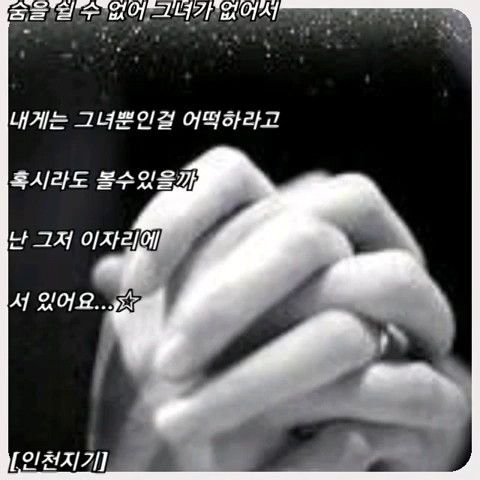 숨을 쉴 수 없어 그녀가 없어서
내게는 그녀뿐인걸 어떡하라고
혹시라도 볼수있을까
난 그저 이자리에
서 있어요...☆
[인천지기]